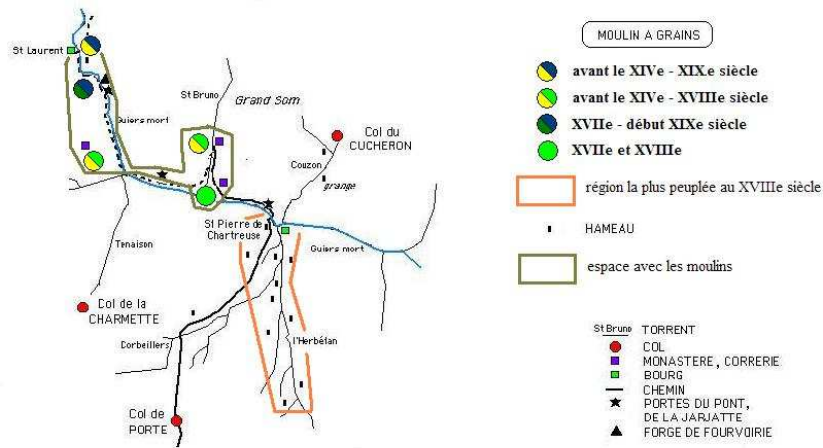 St Laurent
Guiers mort
St Bruno
Grand Som
Col du
CUCHERON
Couzon
grange
St Pierre de
Chartreuse
Guiers mort
Tenaison
Col de la
CHARMETTE
Corbeillers
l'Herbétan
Col de
PORTE
MOULIN A GRAINS
avant le XIVe - XIXe siècle
avant le XIVe - XVIIIe siècle
XVIIe - début XIXe siècle
XVIIe et XVIIIe
région la plus peuplée au XVIIIe siècle
HAMEAU
espace avec les moulins
St Bruno TORRENT
COL
MONASTERE, CORRERIE
BOURG
CHEMIN
PORTES DU PONT,
DE LA JARJATTE
FORGE DE FOURVOIRIE